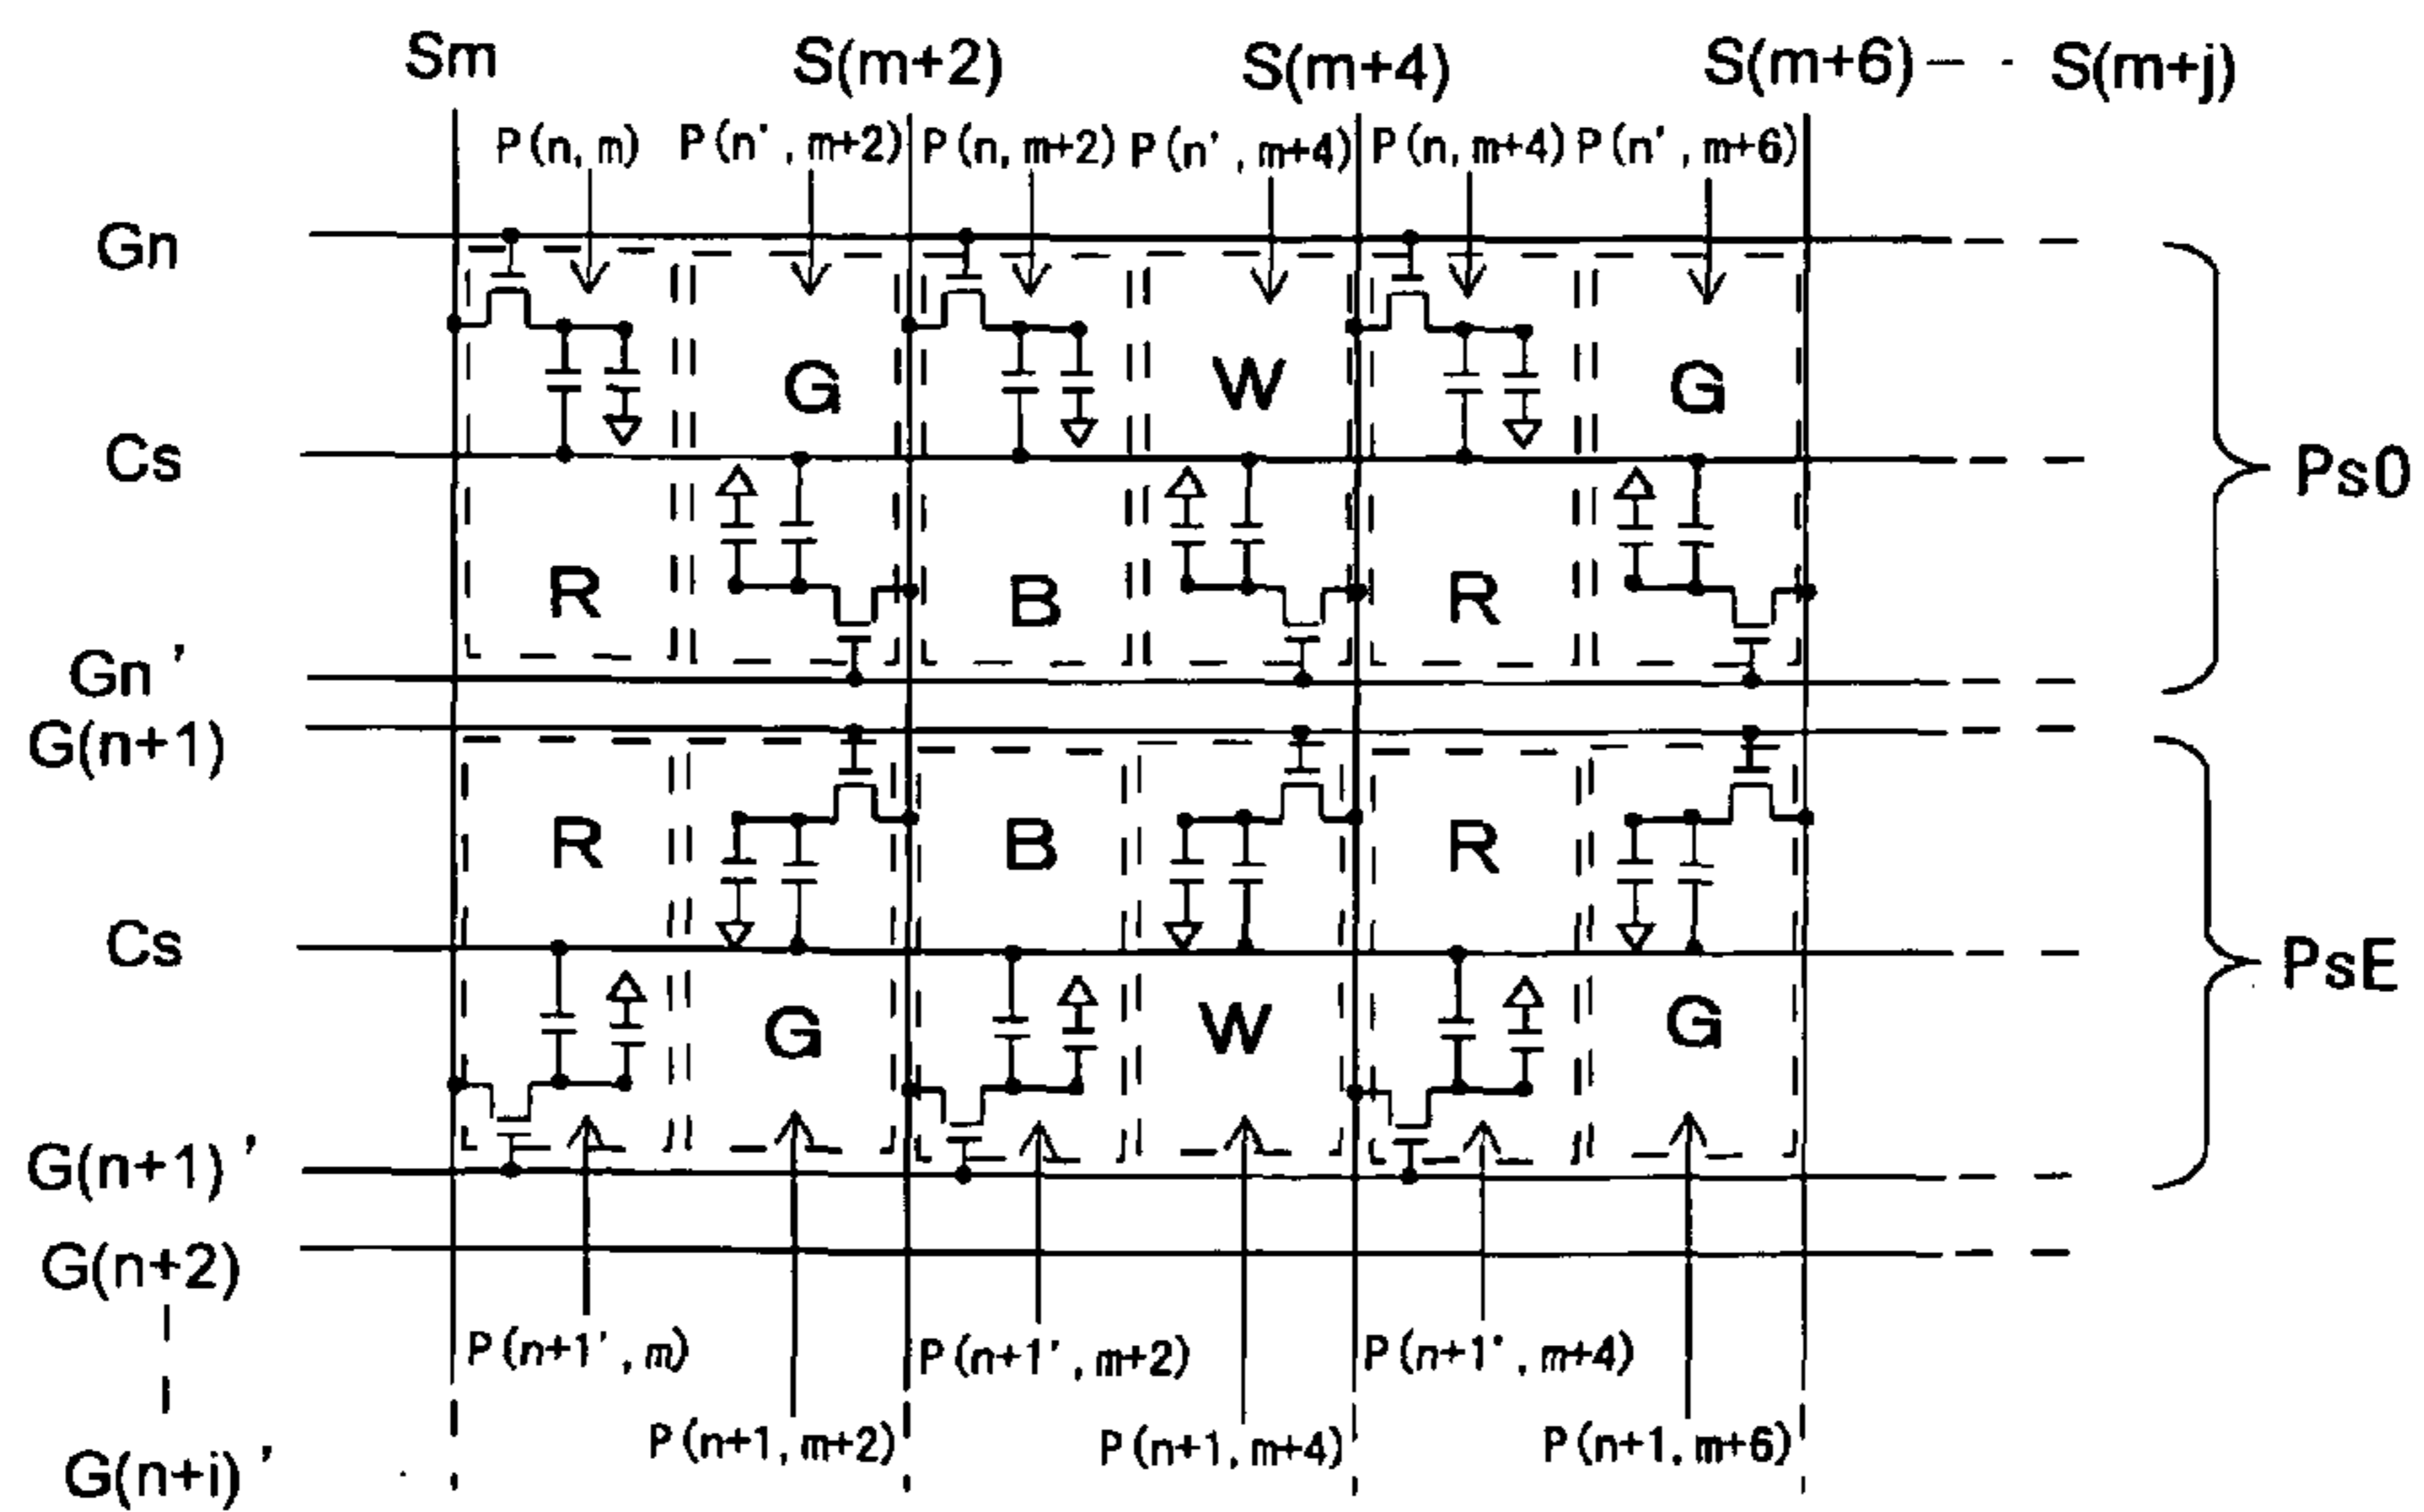 Sm S(m+2) S(m+4) S(m+6) S(m+j)
P(n, m) P(n', m+2) P(n, m+2) P(n', m+4) P(n, m+4) P(n', m+6)
Gn
G W G
Cs
PsO
R B R
Gn'
G(n+1)
R B R
Cs
PsE
G W G
G(n+1)'
G(n+2)
P(n+1', m) P(n+1', m+2) P(n+1', m+4)
P(n+1, m+2) P(n+1, m+4) P(n+1, m+6)
G(n+i)'